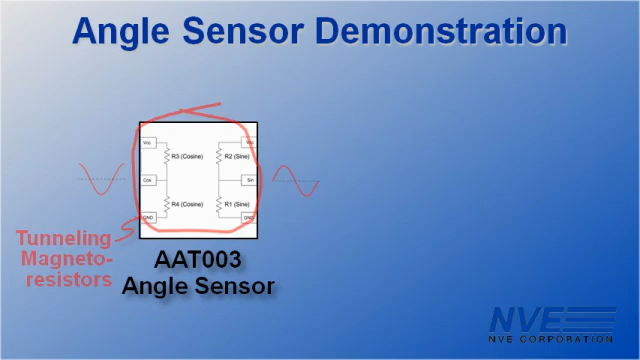 Angle Sensor Demonstration
Vcc
Vcc
R3 (Cosine)
R2 (Sine)
Cos
Sin
R4 (Cosine)
R1 (Sine)
GND
GND
Tunneling
Magneto-
resistors
AAT003
Angle Sensor
NVE
NVE CORPORATION